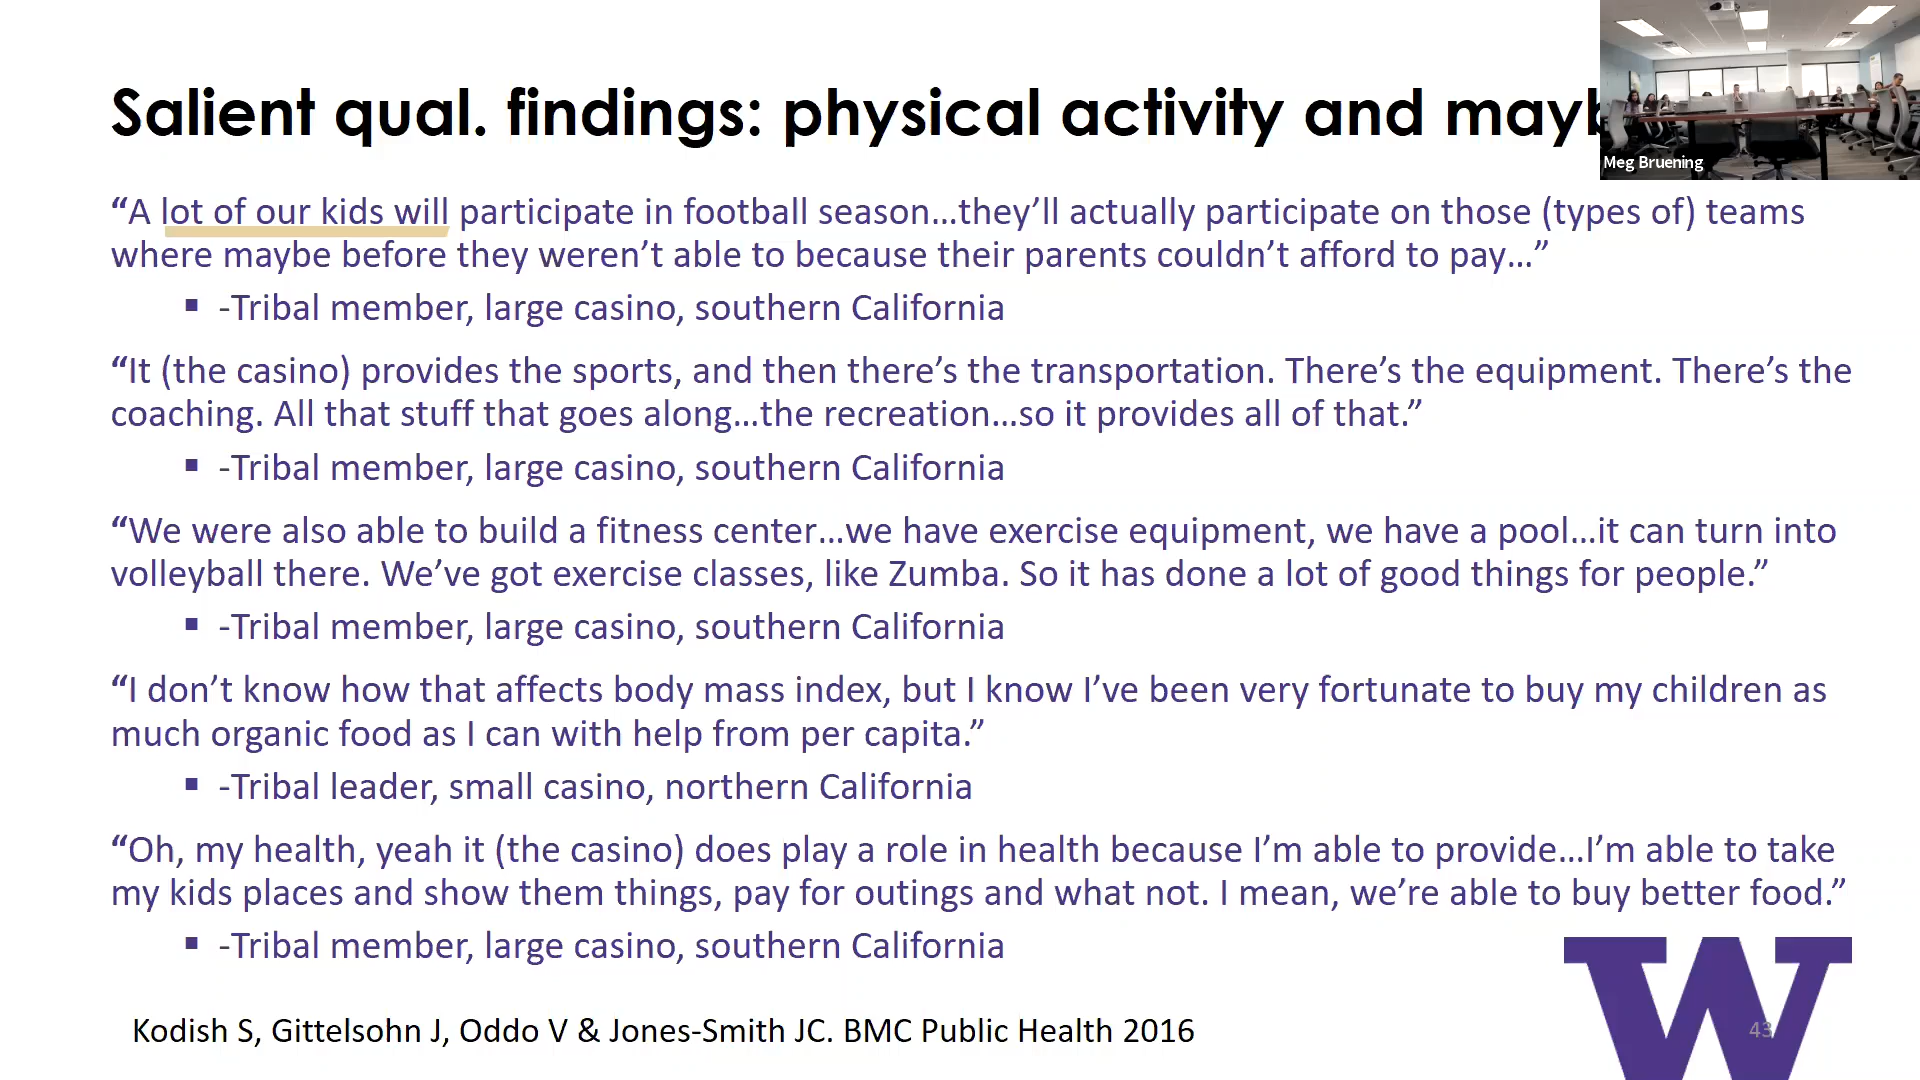 Salient qual. findings: physical activity and mayb
Meg Bruening
“A lot of our kids will participate in football season…they’ll actually participate on those (types of) teams
where maybe before they weren’t able to because their parents couldn’t afford to pay…”
▪ -Tribal member, large casino, southern California
“It (the casino) provides the sports, and then there’s the transportation. There’s the equipment. There’s the
coaching. All that stuff that goes along…the recreation…so it provides all of that.”
▪ -Tribal member, large casino, southern California
“We were also able to build a fitness center…we have exercise equipment, we have a pool…it can turn into
volleyball there. We’ve got exercise classes, like Zumba. So it has done a lot of good things for people.”
▪ -Tribal member, large casino, southern California
“I don’t know how that affects body mass index, but I know I’ve been very fortunate to buy my children as
much organic food as I can with help from per capita.”
▪ -Tribal leader, small casino, northern California
“Oh, my health, yeah it (the casino) does play a role in health because I’m able to provide…I’m able to take
my kids places and show them things, pay for outings and what not. I mean, we’re able to buy better food.”
▪ -Tribal member, large casino, southern California
Kodish S, Gittelsohn J, Oddo V & Jones-Smith JC. BMC Public Health 2016
W
43